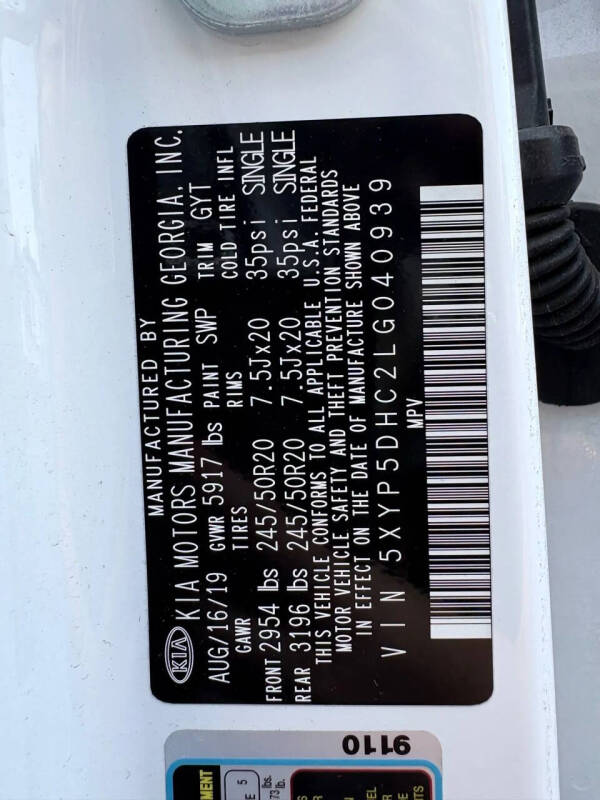 MANUFACTURED BY
KIA KIA MOTORS MANUFACTURING GEORGIA, INC.
AUG/16/19 GVWR 5917 lbs PAINT SWP TRIM GYT
GAWR TIRES RIMS COLD TIRE INFL
FRONT 2954 lbs 245/50R20 7.5Jx20 35psi SINGLE
REAR 3196 lbs 245/50R20 7.5Jx20 35psi SINGLE
THIS VEHICLE CONFORMS TO ALL APPLICABLE U.S.A. FEDERAL
MOTOR VEHICLE SAFETY AND THEFT PREVENTION STANDARDS
IN EFFECT ON THE DATE OF MANUFACTURE SHOWN ABOVE
VIN 5XYP5DHC2LG040939
MPV
9110
5